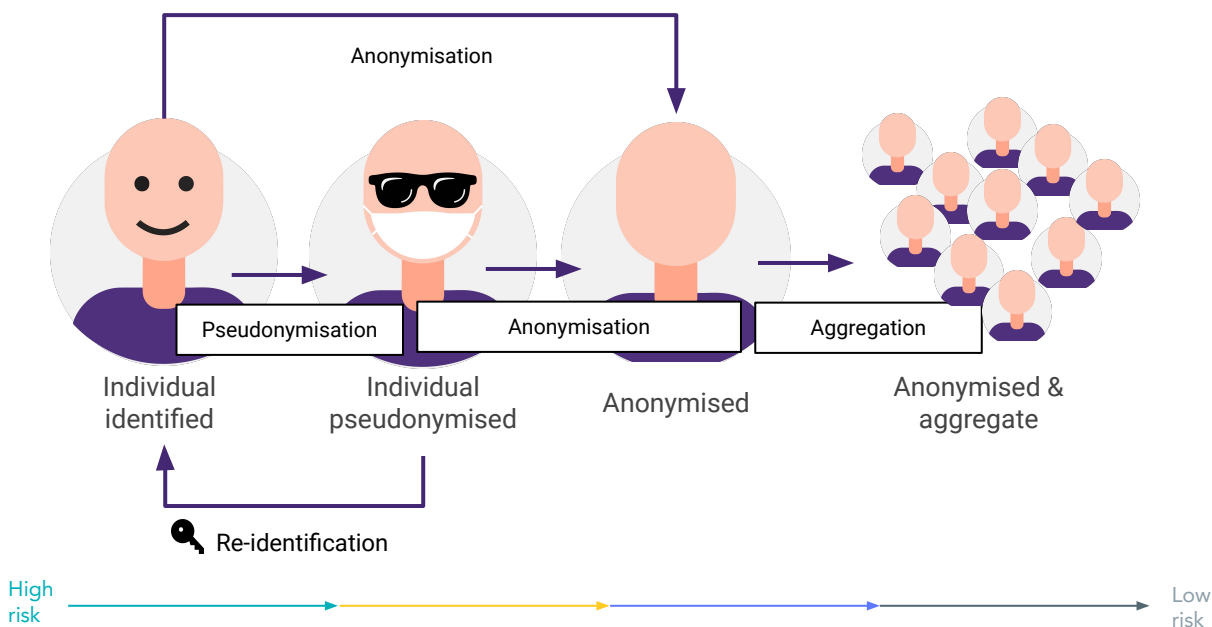 Anonymisation
Pseudonymisation
Anonymisation
Aggregation
Individual
identified
Individual
pseudonymised
Anonymised
Anonymised &
aggregate
Re-identification
High
risk
Low
risk